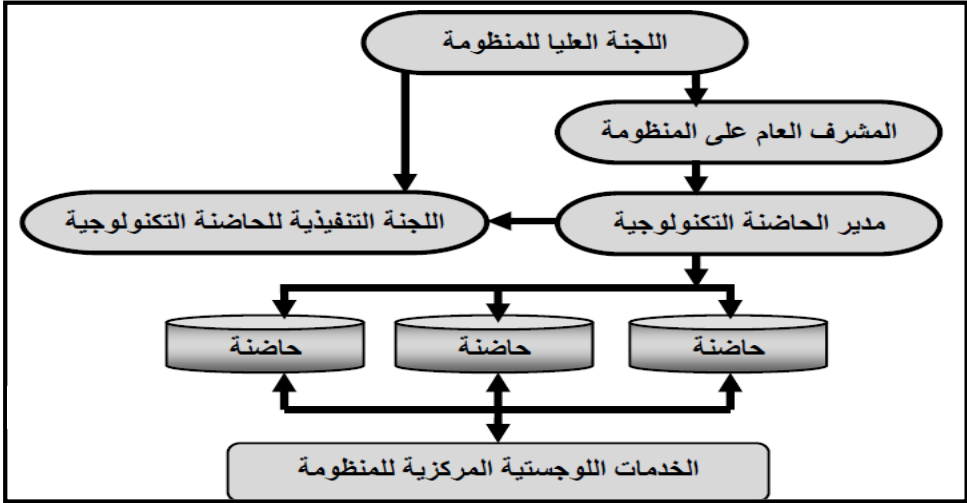 اللجنة العليا للمنظومة
المشرف العام على المنظومة
مدير الحاضنة التكنولوجية
اللجنة التنفيذية للحاضنة التكنولوجية
حاضنة
حاضنة
حاضنة
الخدمات اللوجستية المركزية للمنظومة